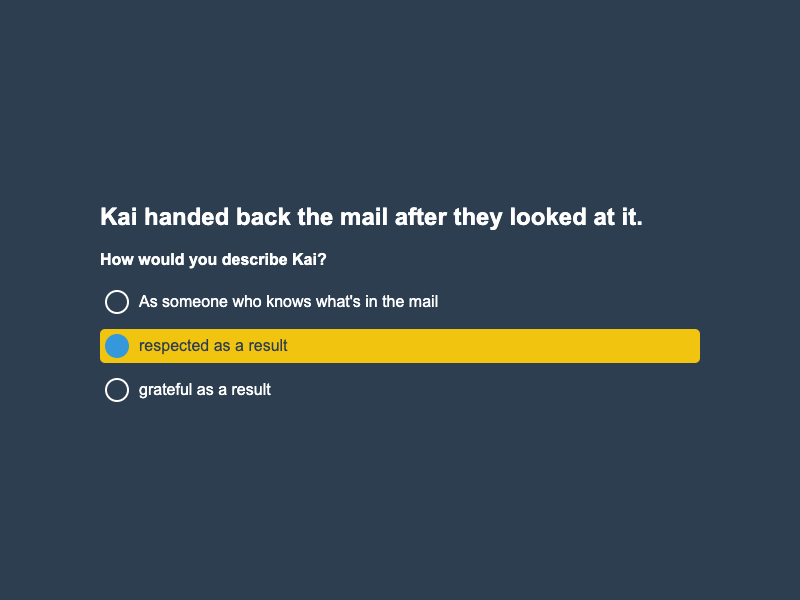 Kai handed back the mail after they looked at it.
How would you describe Kai?
As someone who knows what's in the mail
respected as a result
grateful as a result